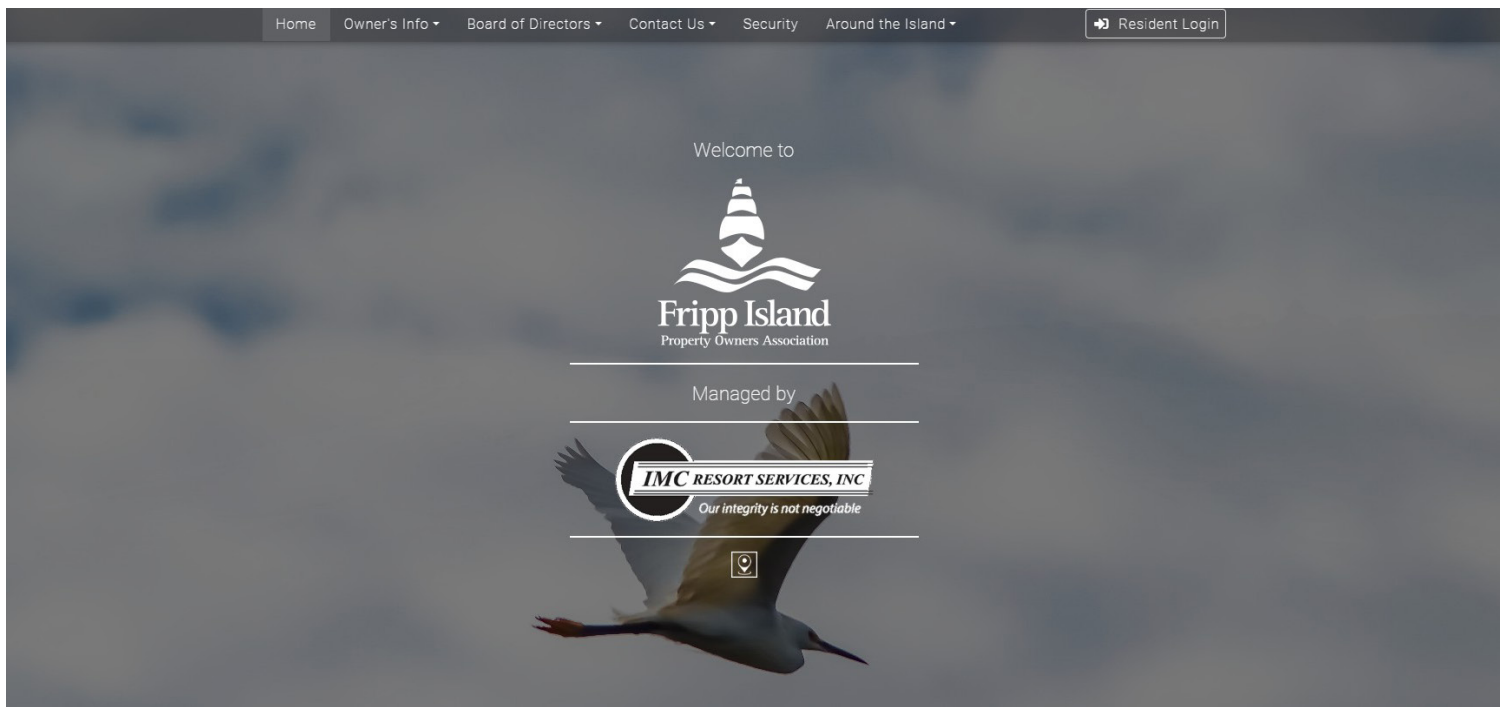 Home Owner's Info Board of Directors Contact Us Security Around the Island Resident Login
Welcome to
Fripp Island
Property Owners Association
Managed by
IMC RESORT SERVICES, INC
Our integrity is not negotiable